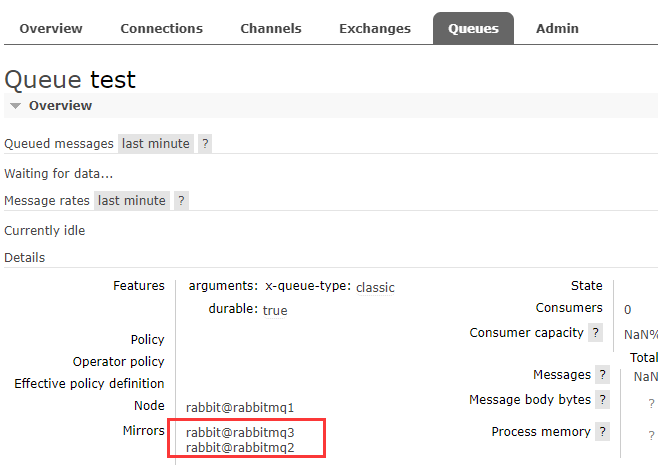 Overview Connections Channels Exchanges Queues Admin
Queue test
Overview
Queued messages last minute ?
Waiting for data...
Message rates last minute ?
Currently idle
Details
Features arguments: x-queue-type: classic
durable: true
Policy
Operator policy
Effective policy definition
Node rabbit@rabbitmq1
Mirrors rabbit@rabbitmq3
rabbit@rabbitmq2
State
Consumers 0
Consumer capacity ? NaN%
Total
Messages ? NaN
Message body bytes ? ?
Process memory ? ?